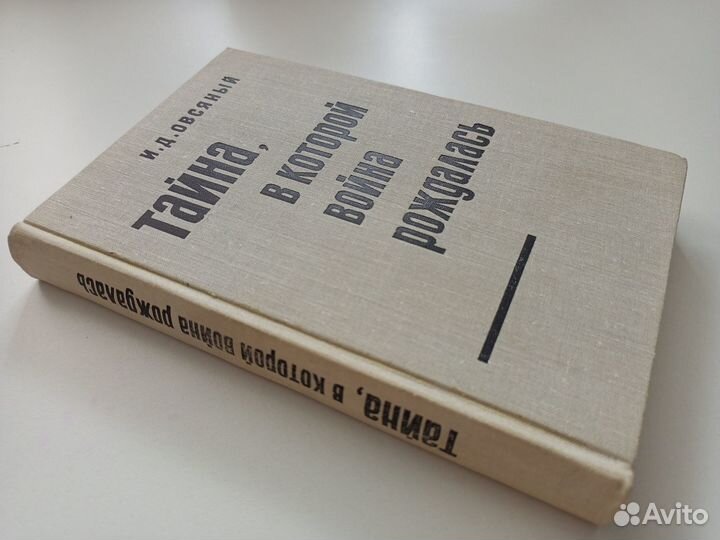 И.Д.ОВСЯНЫЙ
ТАЙНА,
В КОТОРОЙ
ВОЙНА
РОЖДАЛАСЬ
Тайна, в которой война рождалась
Avito